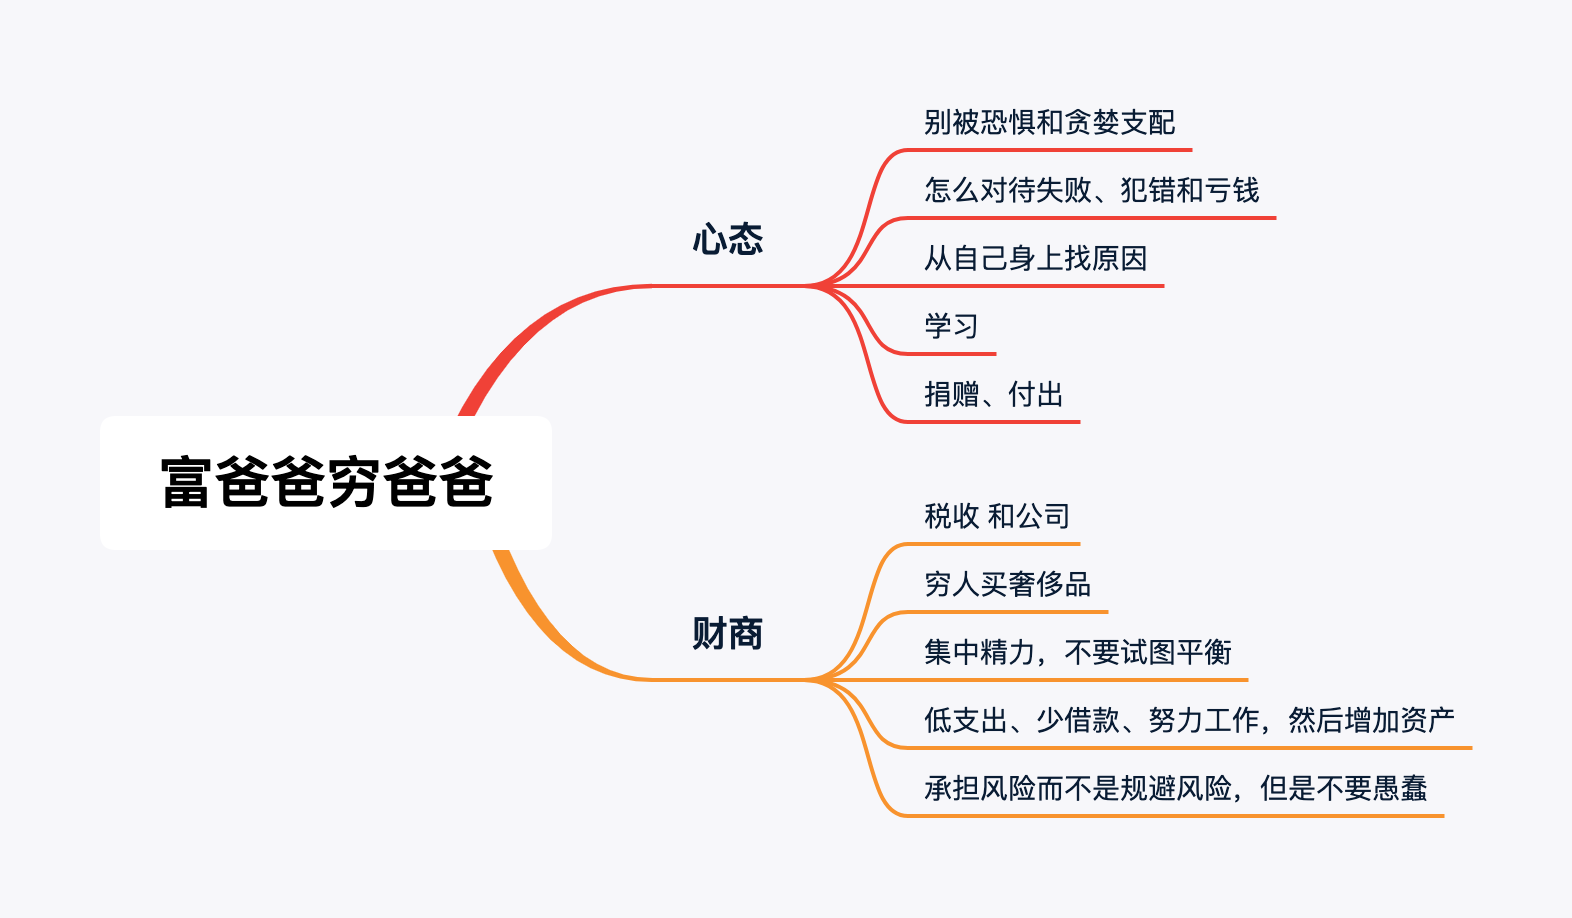 富爸爸穷爸爸
心态
别被恐惧和贪婪支配
怎么对待失败、犯错和亏钱
从自己身上找原因
学习
捐赠、付出
财商
税收 和公司
穷人买奢侈品
集中精力，不要试图平衡
低支出、少借款、努力工作，然后增加资产
承担风险而不是规避风险，但是不要愚蠢